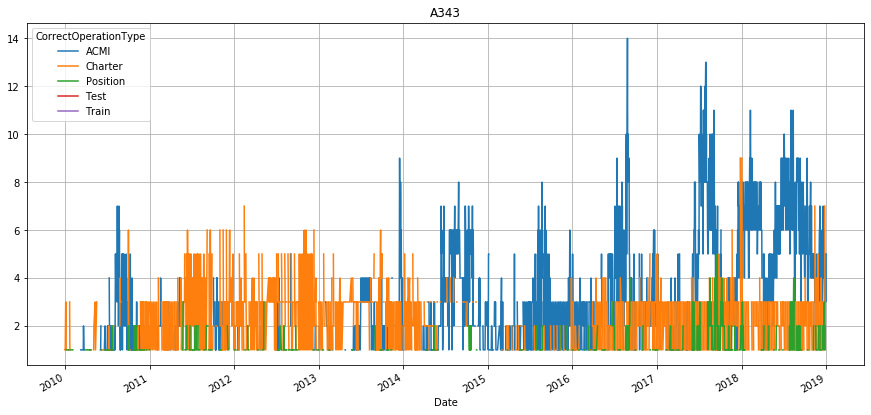 A343
CorrectOperationType
ACMI
Charter
Position
Test
Train
14
12
10
8
6
4
2
2010
2011
2012
2013
2014
2015
2016
2017
2018
2019
Date